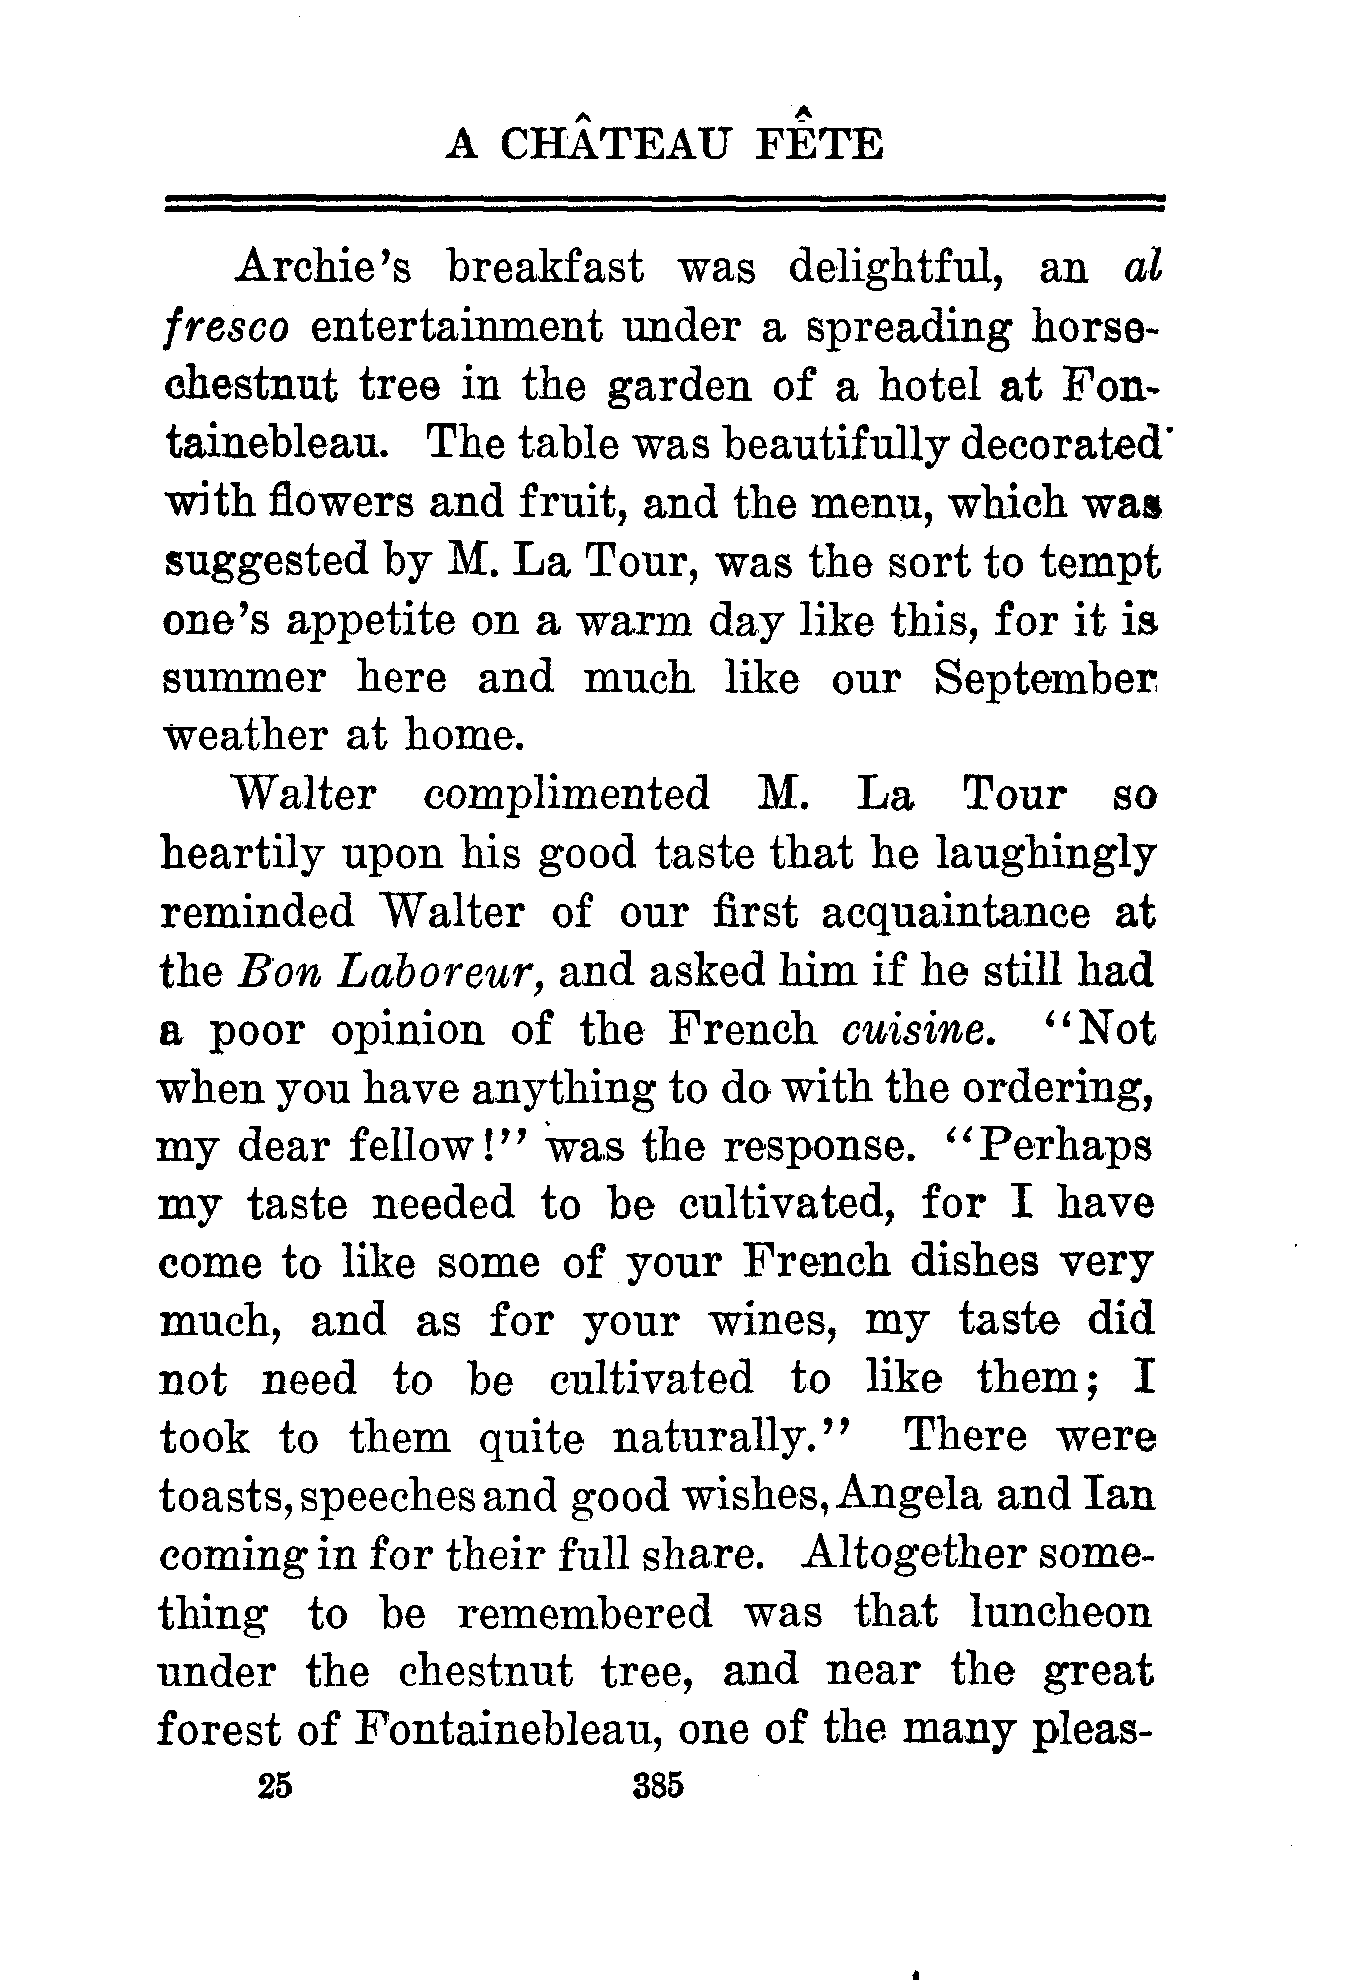 A CHÂTEAU FÊTE
Archie's breakfast was delightful, an al
fresco entertainment under a spreading horse-
chestnut tree in the garden of a hotel at Fon-
tainebleau. The table was beautifully decorated
with flowers and fruit, and the menu, which was
suggested by M. La Tour, was the sort to tempt
one's appetite on a warm day like this, for it is
summer here and much like our September
weather at home.
Walter complimented M. La Tour so
heartily upon his good taste that he laughingly
reminded Walter of our first acquaintance at
the Bon Laboreur, and asked him if he still had
a poor opinion of the French cuisine. "Not
when you have anything to do with the ordering,
my dear fellow!" was the response. "Perhaps
my taste needed to be cultivated, for I have
come to like some of your French dishes very
much, and as for your wines, my taste did
not need to be cultivated to like them; I
took to them quite naturally." There were
toasts, speeches and good wishes, Angela and Ian
coming in for their full share. Altogether some-
thing to be remembered was that luncheon
under the chestnut tree, and near the great
forest of Fontainebleau, one of the many pleas-
25 385